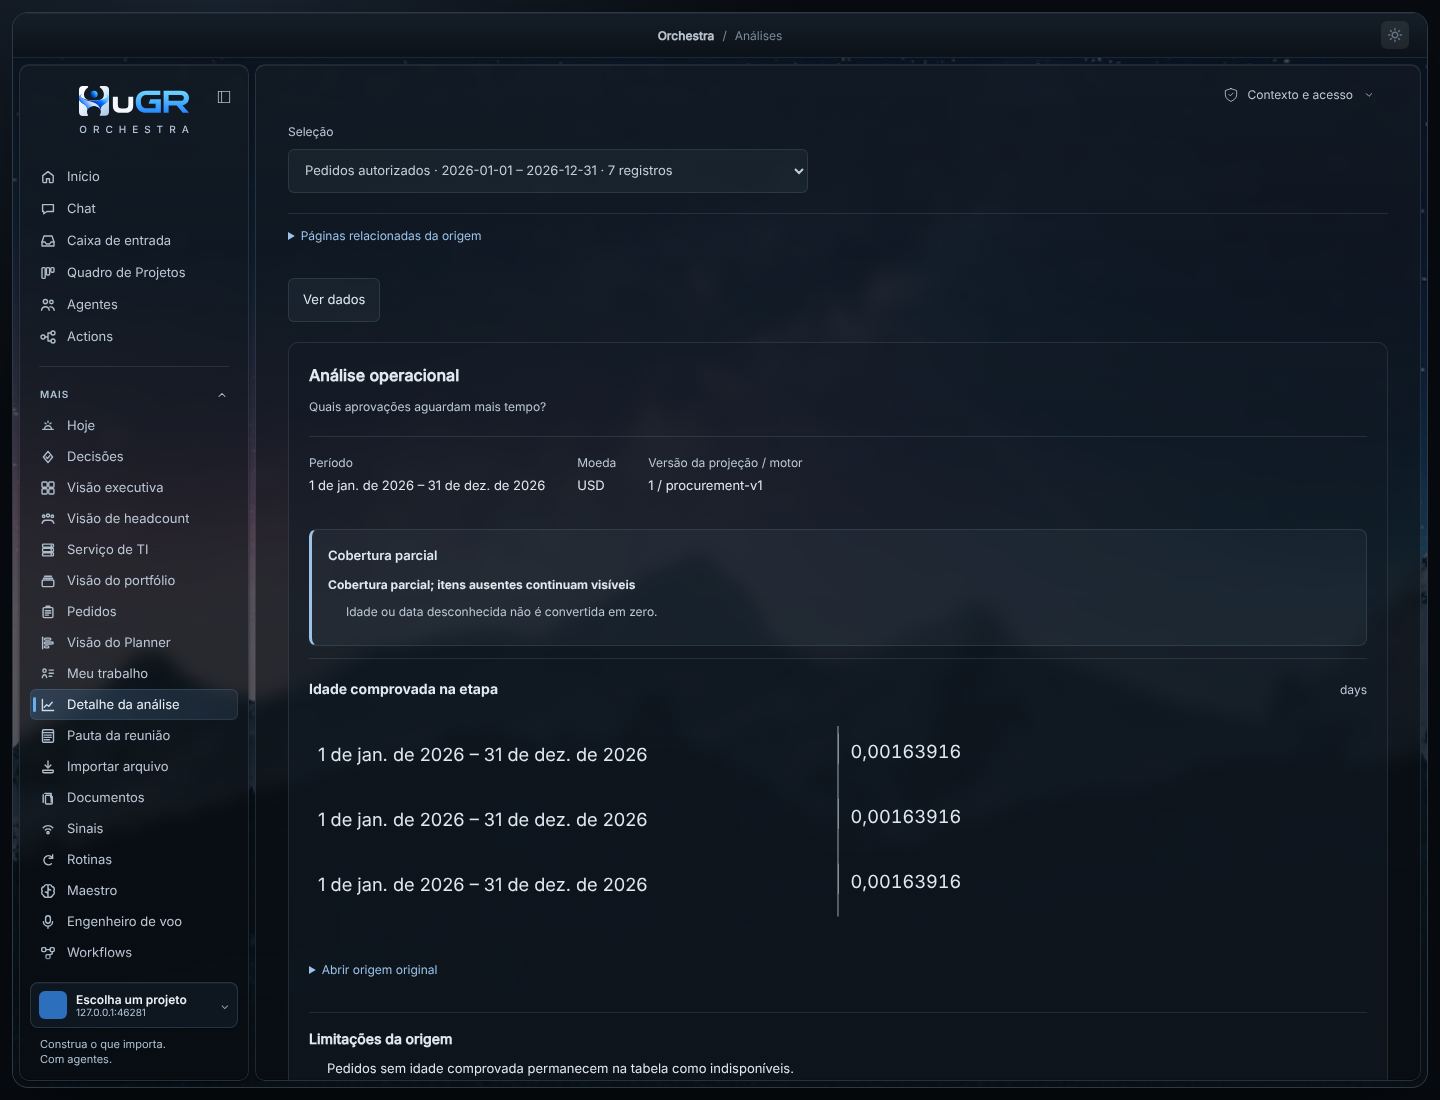 Orchestra / Análises
HuGR
ORCHESTRA
Início
Chat
Caixa de entrada
Quadro de Projetos
Agentes
Actions
MAIS
Hoje
Decisões
Visão executiva
Visão de headcount
Serviço de TI
Visão do portfólio
Pedidos
Visão do Planner
Meu trabalho
Detalhe da análise
Pauta da reunião
Importar arquivo
Documentos
Sinais
Rotinas
Maestro
Engenheiro de voo
Workflows
Escolha um projeto
127.0.0.1:46281
Construa o que importa.
Com agentes.
Contexto e acesso
Seleção
Pedidos autorizados · 2026-01-01 – 2026-12-31 · 7 registros
Páginas relacionadas da origem
Ver dados
Análise operacional
Quais aprovações aguardam mais tempo?
Período Moeda Versão da projeção / motor
1 de jan. de 2026 – 31 de dez. de 2026 USD 1 / procurement-v1
Cobertura parcial
Cobertura parcial; itens ausentes continuam visíveis
Idade ou data desconhecida não é convertida em zero.
Idade comprovada na etapa days
1 de jan. de 2026 – 31 de dez. de 2026 0,00163916
1 de jan. de 2026 – 31 de dez. de 2026 0,00163916
1 de jan. de 2026 – 31 de dez. de 2026 0,00163916
Abrir origem original
Limitações da origem
Pedidos sem idade comprovada permanecem na tabela como indisponíveis.